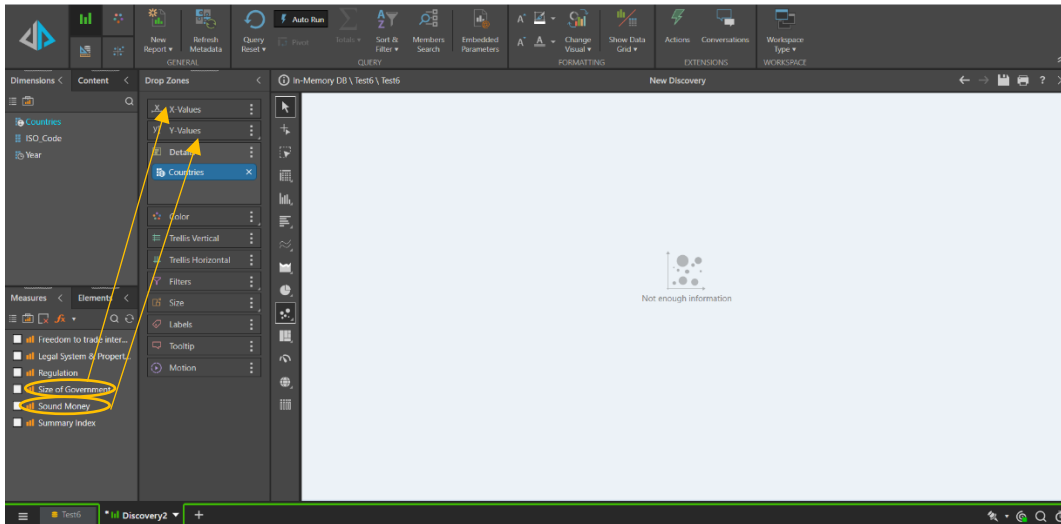 Auto Run
New
Report
Refresh
Metadata
Query
Reset
Pivot
Totals
Sort &
Filter
Members
Search
Embedded
Parameters
Change
Visual
Show Data
Grid
Actions
Conversations
Workspace
Type
GENERAL
QUERY
FORMATTING
EXTENSIONS
WORKSPACE
Dimensions
Content
Drop Zones
In-Memory DB \ Test6 \ Test6
New Discovery
Countries
ISO_Code
Year
X-Values
Y-Values
Countries
Color
Trellis Vertical
Trellis Horizontal
Filters
Size
Labels
Tooltip
Motion
Not enough information
Measures
Elements
Freedom to trade inter...
Legal System & Propert...
Regulation
Size of Government
Sound Money
Summary Index
Test6
* Discovery2